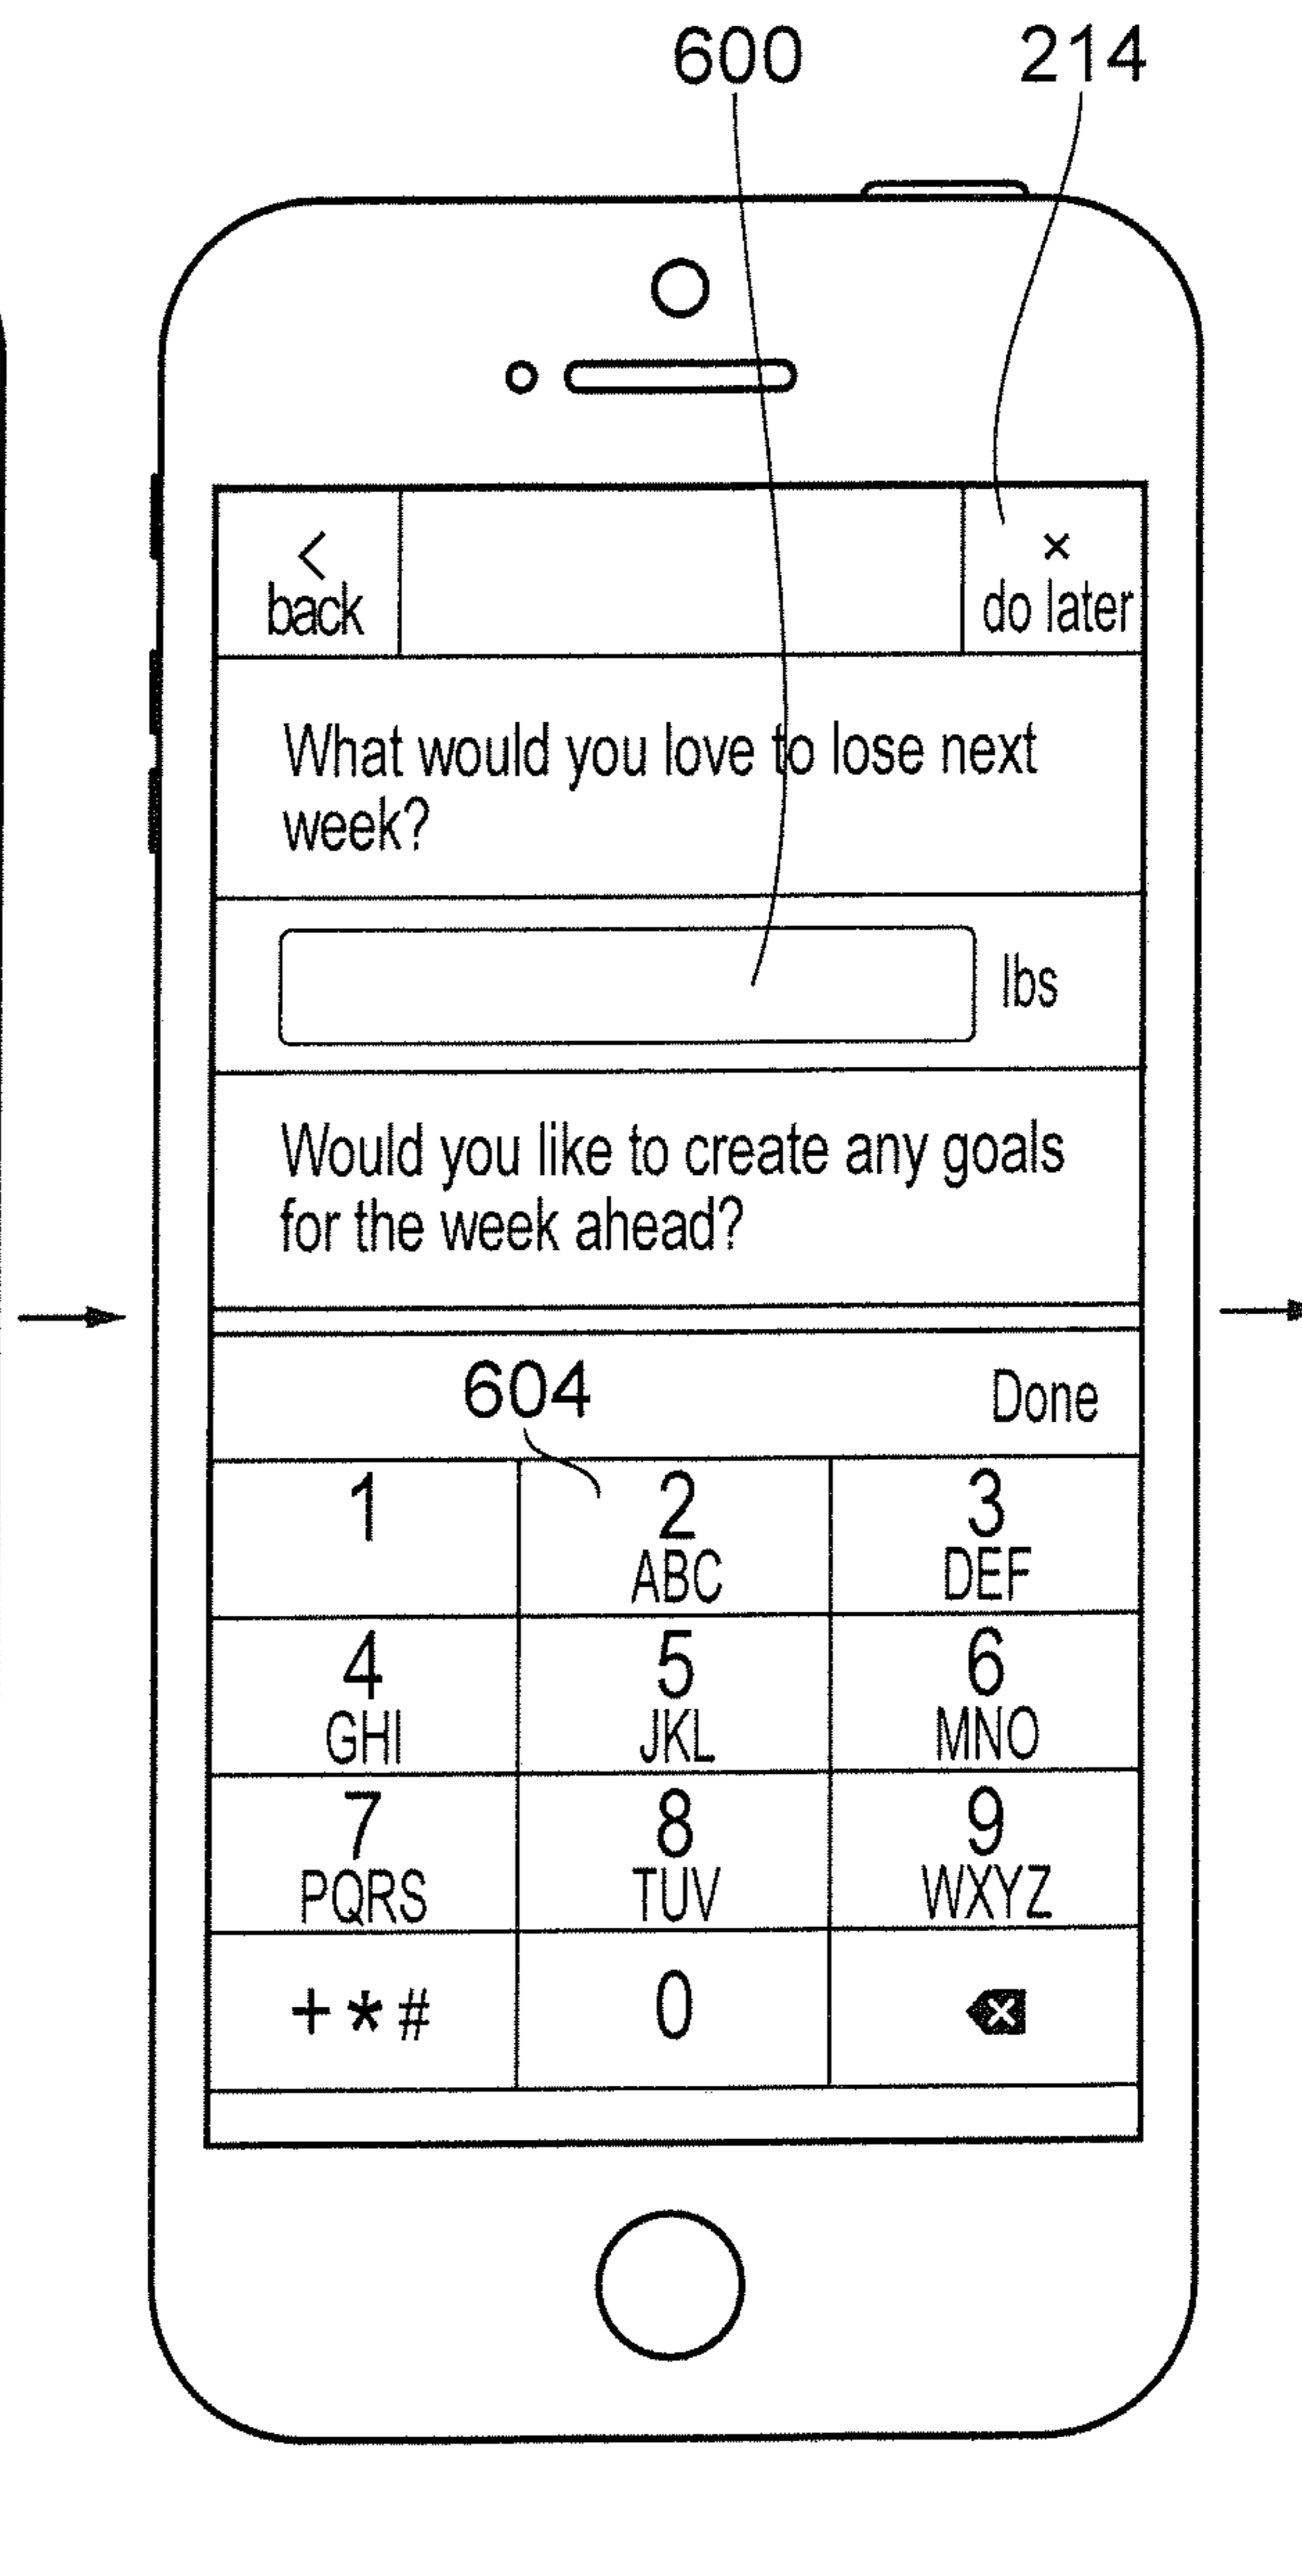 600 214
<
back
×
do later
What would you love to lose next
week?
lbs
Would you like to create any goals
for the week ahead?
604 Done
1 2 3
ABC DEF
4 5 6
GHI JKL MNO
7 8 9
PQRS TUV WXYZ
+*# 0